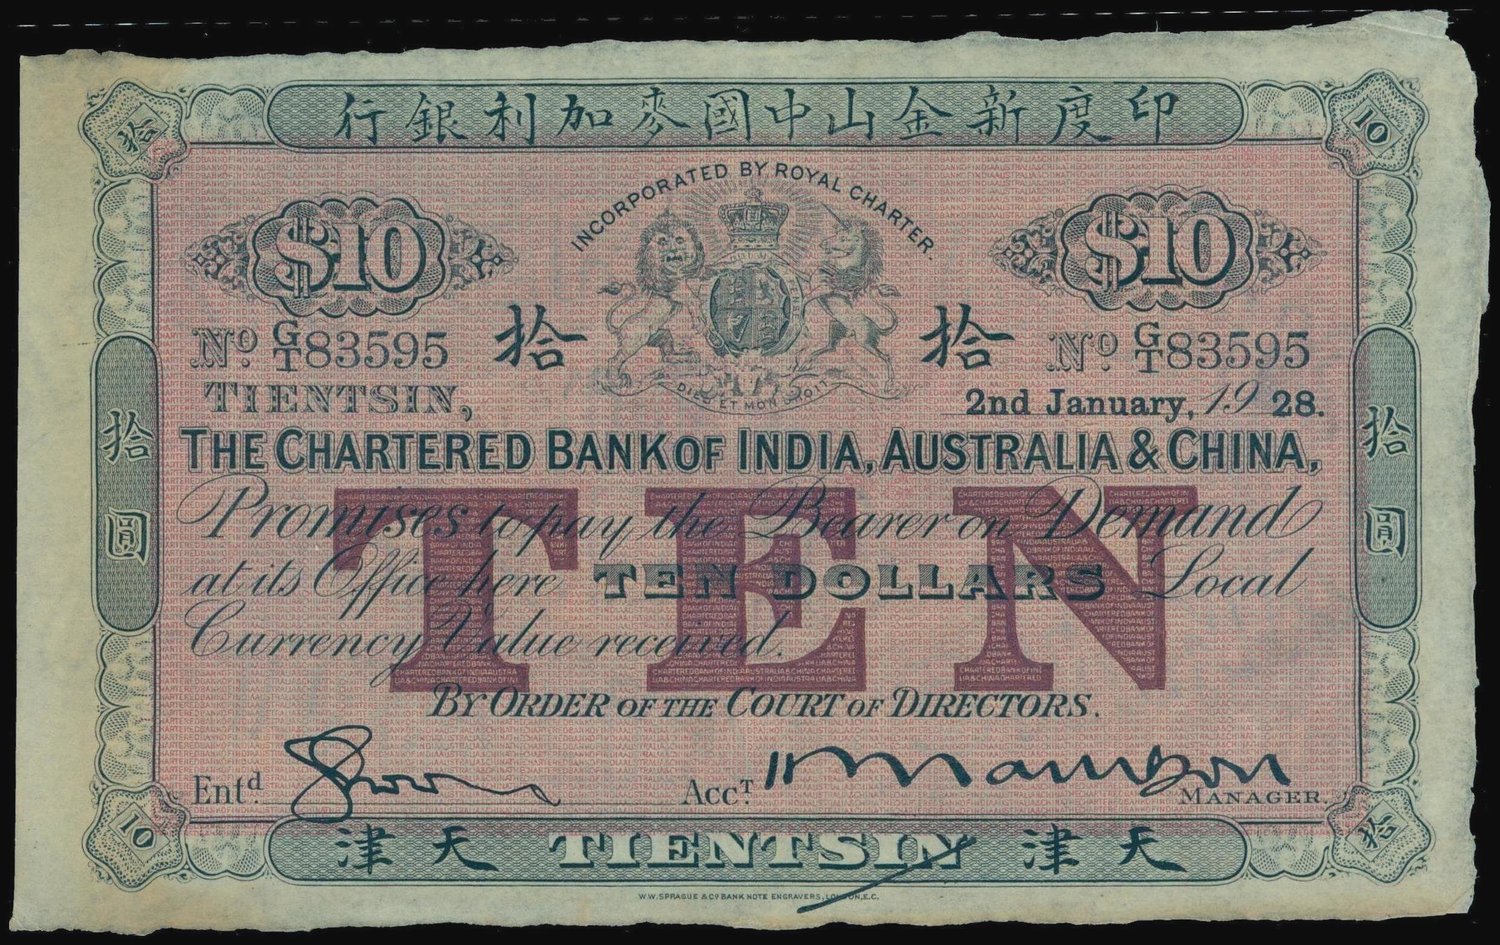 行銀利加麥國中山金新度印
拾
10
INCORPORATED BY ROYAL CHARTER.
$10
$10
DIEU ET MON DROIT
拾
拾
No G/T 83595
No G/T 83595
TIENTSIN,
2nd January, 1928.
THE CHARTERED BANK OF INDIA, AUSTRALIA & CHINA,
拾圓
拾圓
TEN
Promises to pay the Bearer on Demand
at its Office here TEN DOLLARS Local
Currency Value received.
BY ORDER OF THE COURT OF DIRECTORS.
Entd.
AccT.
MANAGER.
10
拾
津天
TIENTSIN
津天
W.W. SPRAGUE & Co BANK NOTE ENGRAVERS, LONDON, E.C.